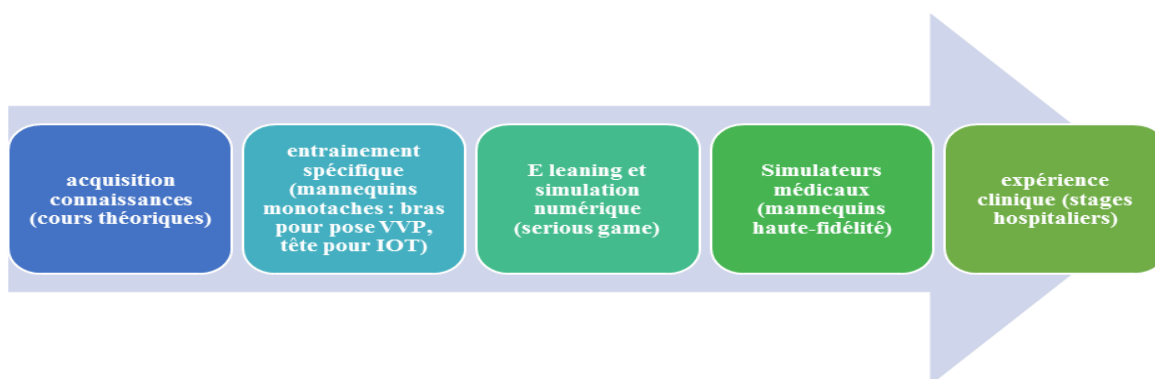 acquisition
connaissances
(cours théoriques)
entrainement
spécifique
(mannequins
monotaches : bras
pour pose VVP,
tête pour IOT)
E leaning et
simulation
numérique
(serious game)
Simulateurs
médicaux
(mannequins
haute-fidélité)
expérience
clinique (stages
hospitaliers)